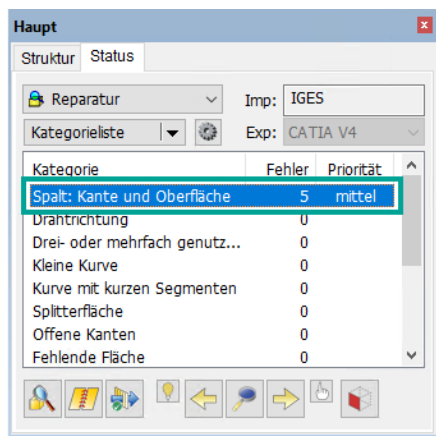 Haupt
Struktur Status
Reparatur Imp: IGES
Kategorieliste Exp: CATIA V4
Kategorie Fehler Priorität
Spalt: Kante und Oberfläche 5 mittel
Drahtrichtung 0
Drei- oder mehrfach genutz... 0
Kleine Kurve 0
Kurve mit kurzen Segmenten 0
Splitterfläche 0
Offene Kanten 0
Fehlende Fläche 0